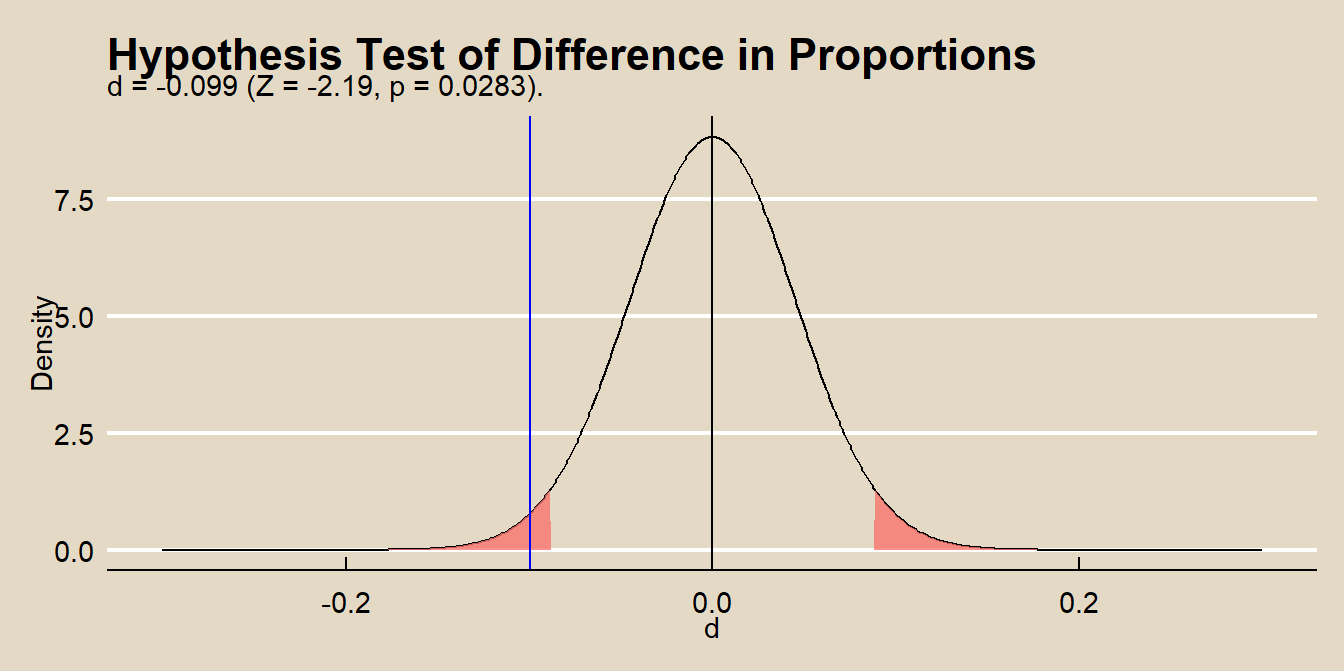 Hypothesis Test of Difference in Proportions
d = -0.099 (Z = -2.19, p = 0.0283).
7.5
5.0
2.5
0.0
Density
-0.2 0.0 0.2
d